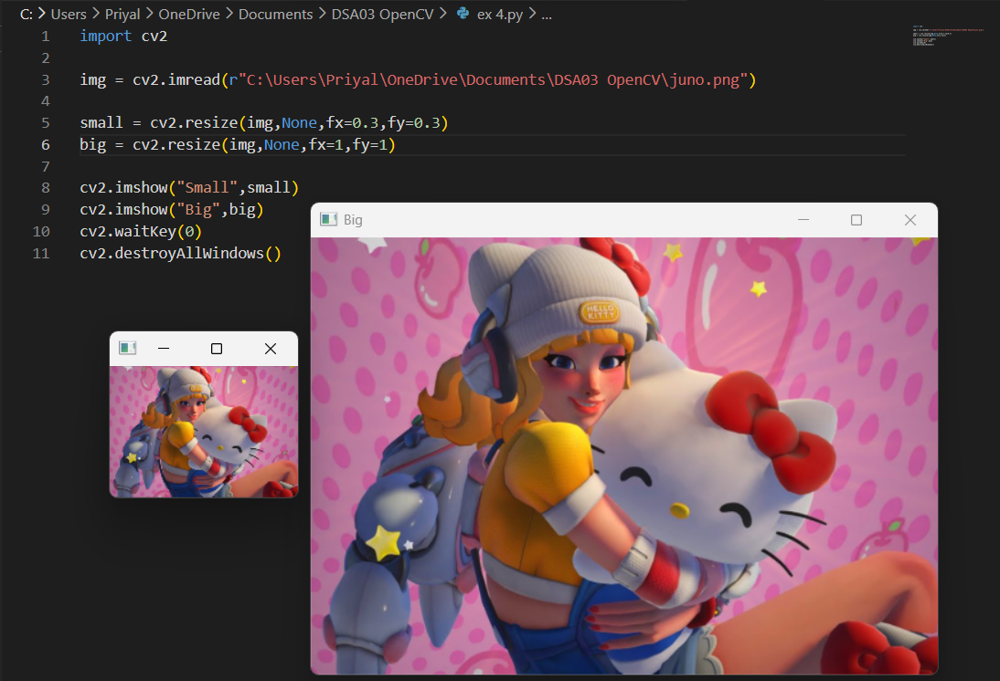 C: > Users > Priyal > OneDrive > Documents > DSA03 OpenCV > ex 4.py > ...
1 import cv2
2
3 img = cv2.imread(r"C:\Users\Priyal\OneDrive\Documents\DSA03 OpenCV\juno.png")
4
5 small = cv2.resize(img,None,fx=0.3,fy=0.3)
6 big = cv2.resize(img,None,fx=1,fy=1)
7
8 cv2.imshow("Small",small)
9 cv2.imshow("Big",big)
10 cv2.waitKey(0)
11 cv2.destroyAllWindows()
Big
HELLO
KITTY